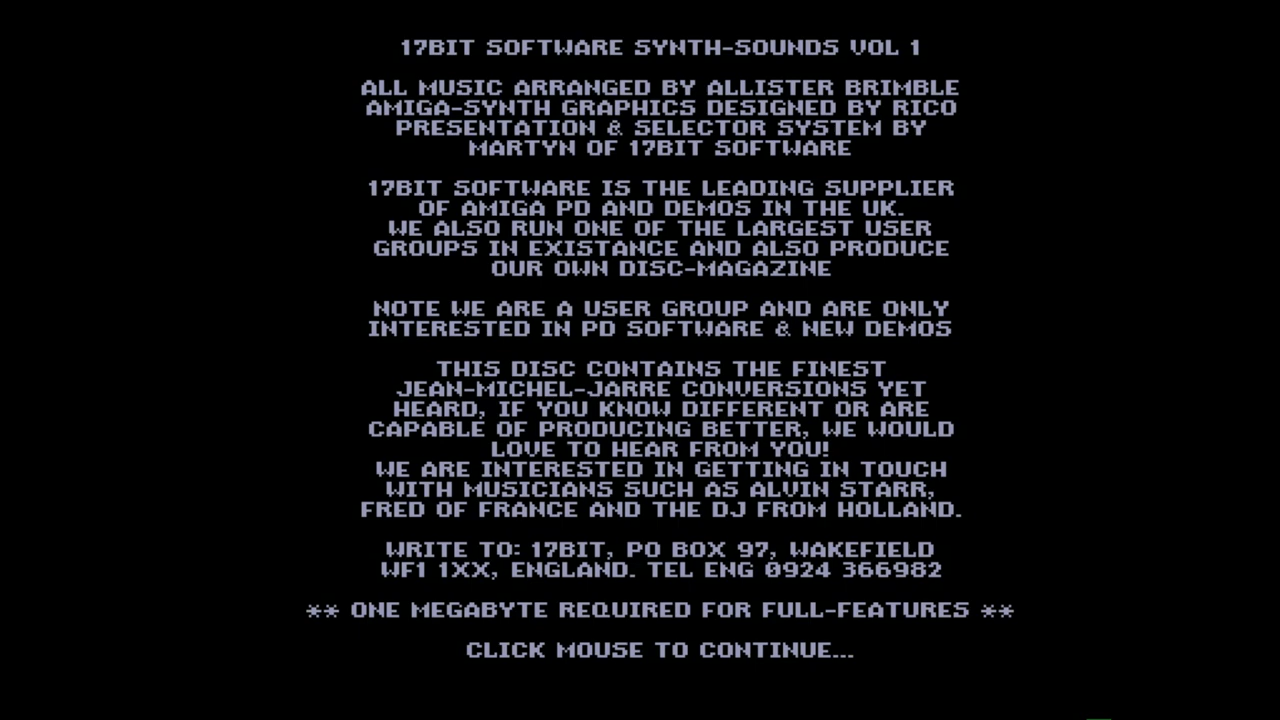 17BIT SOFTWARE SYNTH-SOUNDS VOL 1
ALL MUSIC ARRANGED BY ALLISTER BRIMBLE
AMIGA-SYNTH GRAPHICS DESIGNED BY RICO
PRESENTATION & SELECTOR SYSTEM BY
MARTYN OF 17BIT SOFTWARE
17BIT SOFTWARE IS THE LEADING SUPPLIER
OF AMIGA PD AND DEMOS IN THE UK.
WE ALSO RUN ONE OF THE LARGEST USER
GROUPS IN EXISTANCE AND ALSO PRODUCE
OUR OWN DISC-MAGAZINE
NOTE WE ARE A USER GROUP AND ARE ONLY
INTERESTED IN PD SOFTWARE & NEW DEMOS
THIS DISC CONTAINS THE FINEST
JEAN-MICHEL-JARRE CONVERSIONS YET
HEARD, IF YOU KNOW DIFFERENT OR ARE
CAPABLE OF PRODUCING BETTER, WE WOULD
LOVE TO HEAR FROM YOU!
WE ARE INTERESTED IN GETTING IN TOUCH
WITH MUSICIANS SUCH AS ALVIN STARR,
FRED OF FRANCE AND THE DJ FROM HOLLAND.
WRITE TO: 17BIT, PO BOX 97, WAKEFIELD
WF1 1XX, ENGLAND. TEL ENG 0924 366982
** ONE MEGABYTE REQUIRED FOR FULL-FEATURES **
CLICK MOUSE TO CONTINUE...